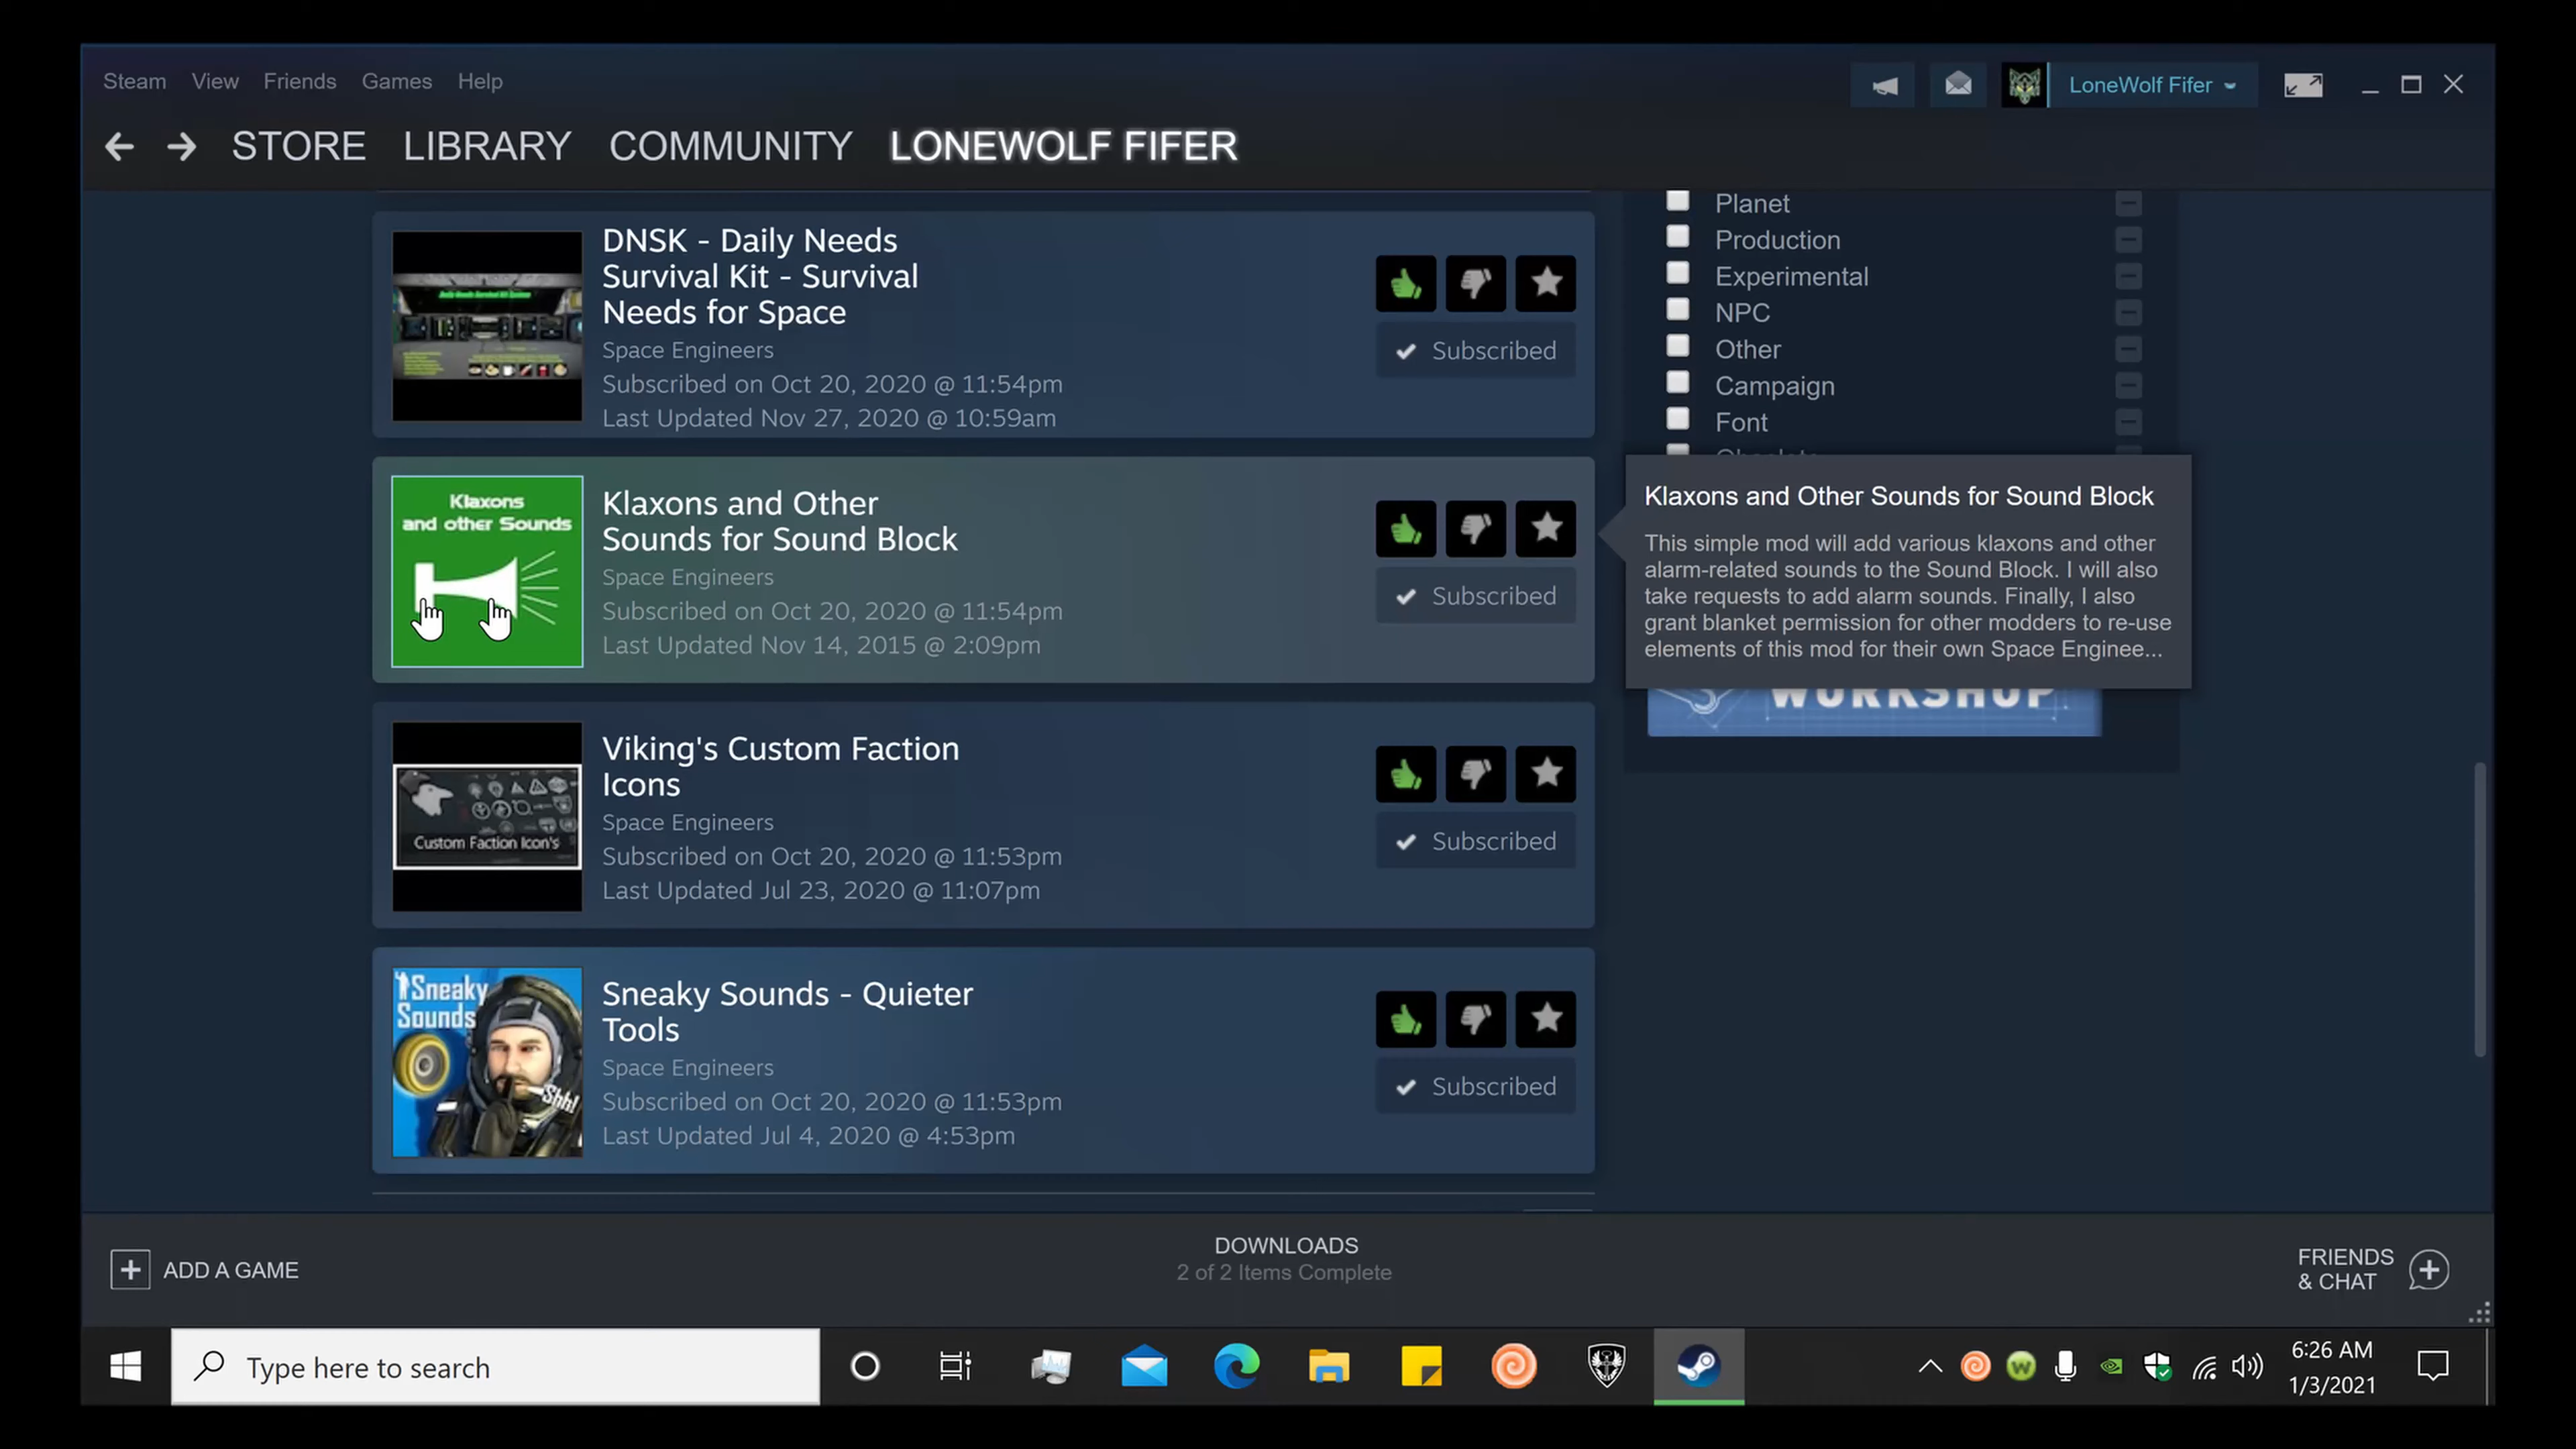 Steam View Friends Games Help
LoneWolf Fifer
STORE LIBRARY COMMUNITY LONEWOLF FIFER
DNSK - Daily Needs
Survival Kit - Survival
Needs for Space
Space Engineers
Subscribed on Oct 20, 2020 @ 11:54pm
Last Updated Nov 27, 2020 @ 10:59am
Subscribed
Klaxons
and other Sounds
Klaxons and Other
Sounds for Sound Block
Space Engineers
Subscribed on Oct 20, 2020 @ 11:54pm
Last Updated Nov 14, 2015 @ 2:09pm
Subscribed
Custom Faction Icon's
Viking's Custom Faction
Icons
Space Engineers
Subscribed on Oct 20, 2020 @ 11:53pm
Last Updated Jul 23, 2020 @ 11:07pm
Subscribed
Sneaky
Sounds
Shh!
Sneaky Sounds - Quieter
Tools
Space Engineers
Subscribed on Oct 20, 2020 @ 11:53pm
Last Updated Jul 4, 2020 @ 4:53pm
Subscribed
Planet
Production
Experimental
NPC
Other
Campaign
Font
Klaxons and Other Sounds for Sound Block
This simple mod will add various klaxons and other
alarm-related sounds to the Sound Block. I will also
take requests to add alarm sounds. Finally, I also
grant blanket permission for other modders to re-use
elements of this mod for their own Space Enginee...
WORKSHOP
ADD A GAME
DOWNLOADS
2 of 2 Items Complete
FRIENDS
& CHAT
Type here to search
6:26 AM
1/3/2021